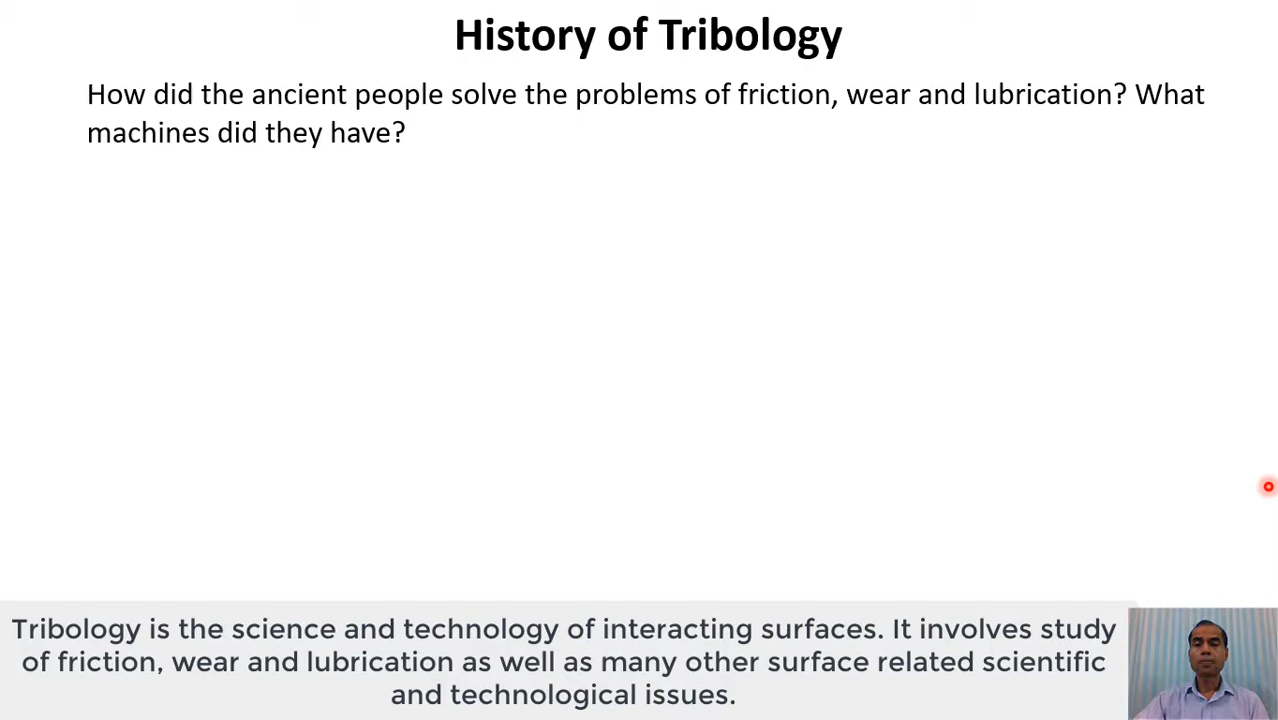 History of Tribology
How did the ancient people solve the problems of friction, wear and lubrication? What
machines did they have?
Tribology is the science and technology of interacting surfaces. It involves study
of friction, wear and lubrication as well as many other surface related scientific
and technological issues.